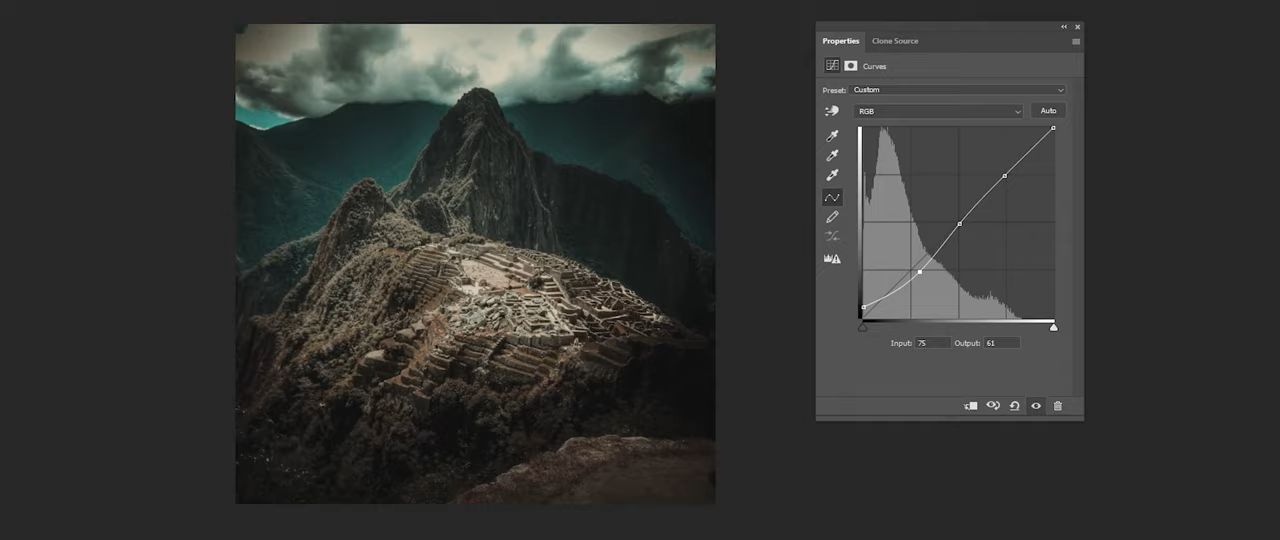 Properties Clone Source
Curves
Preset: Custom
RGB Auto
Input: 75 Output: 61